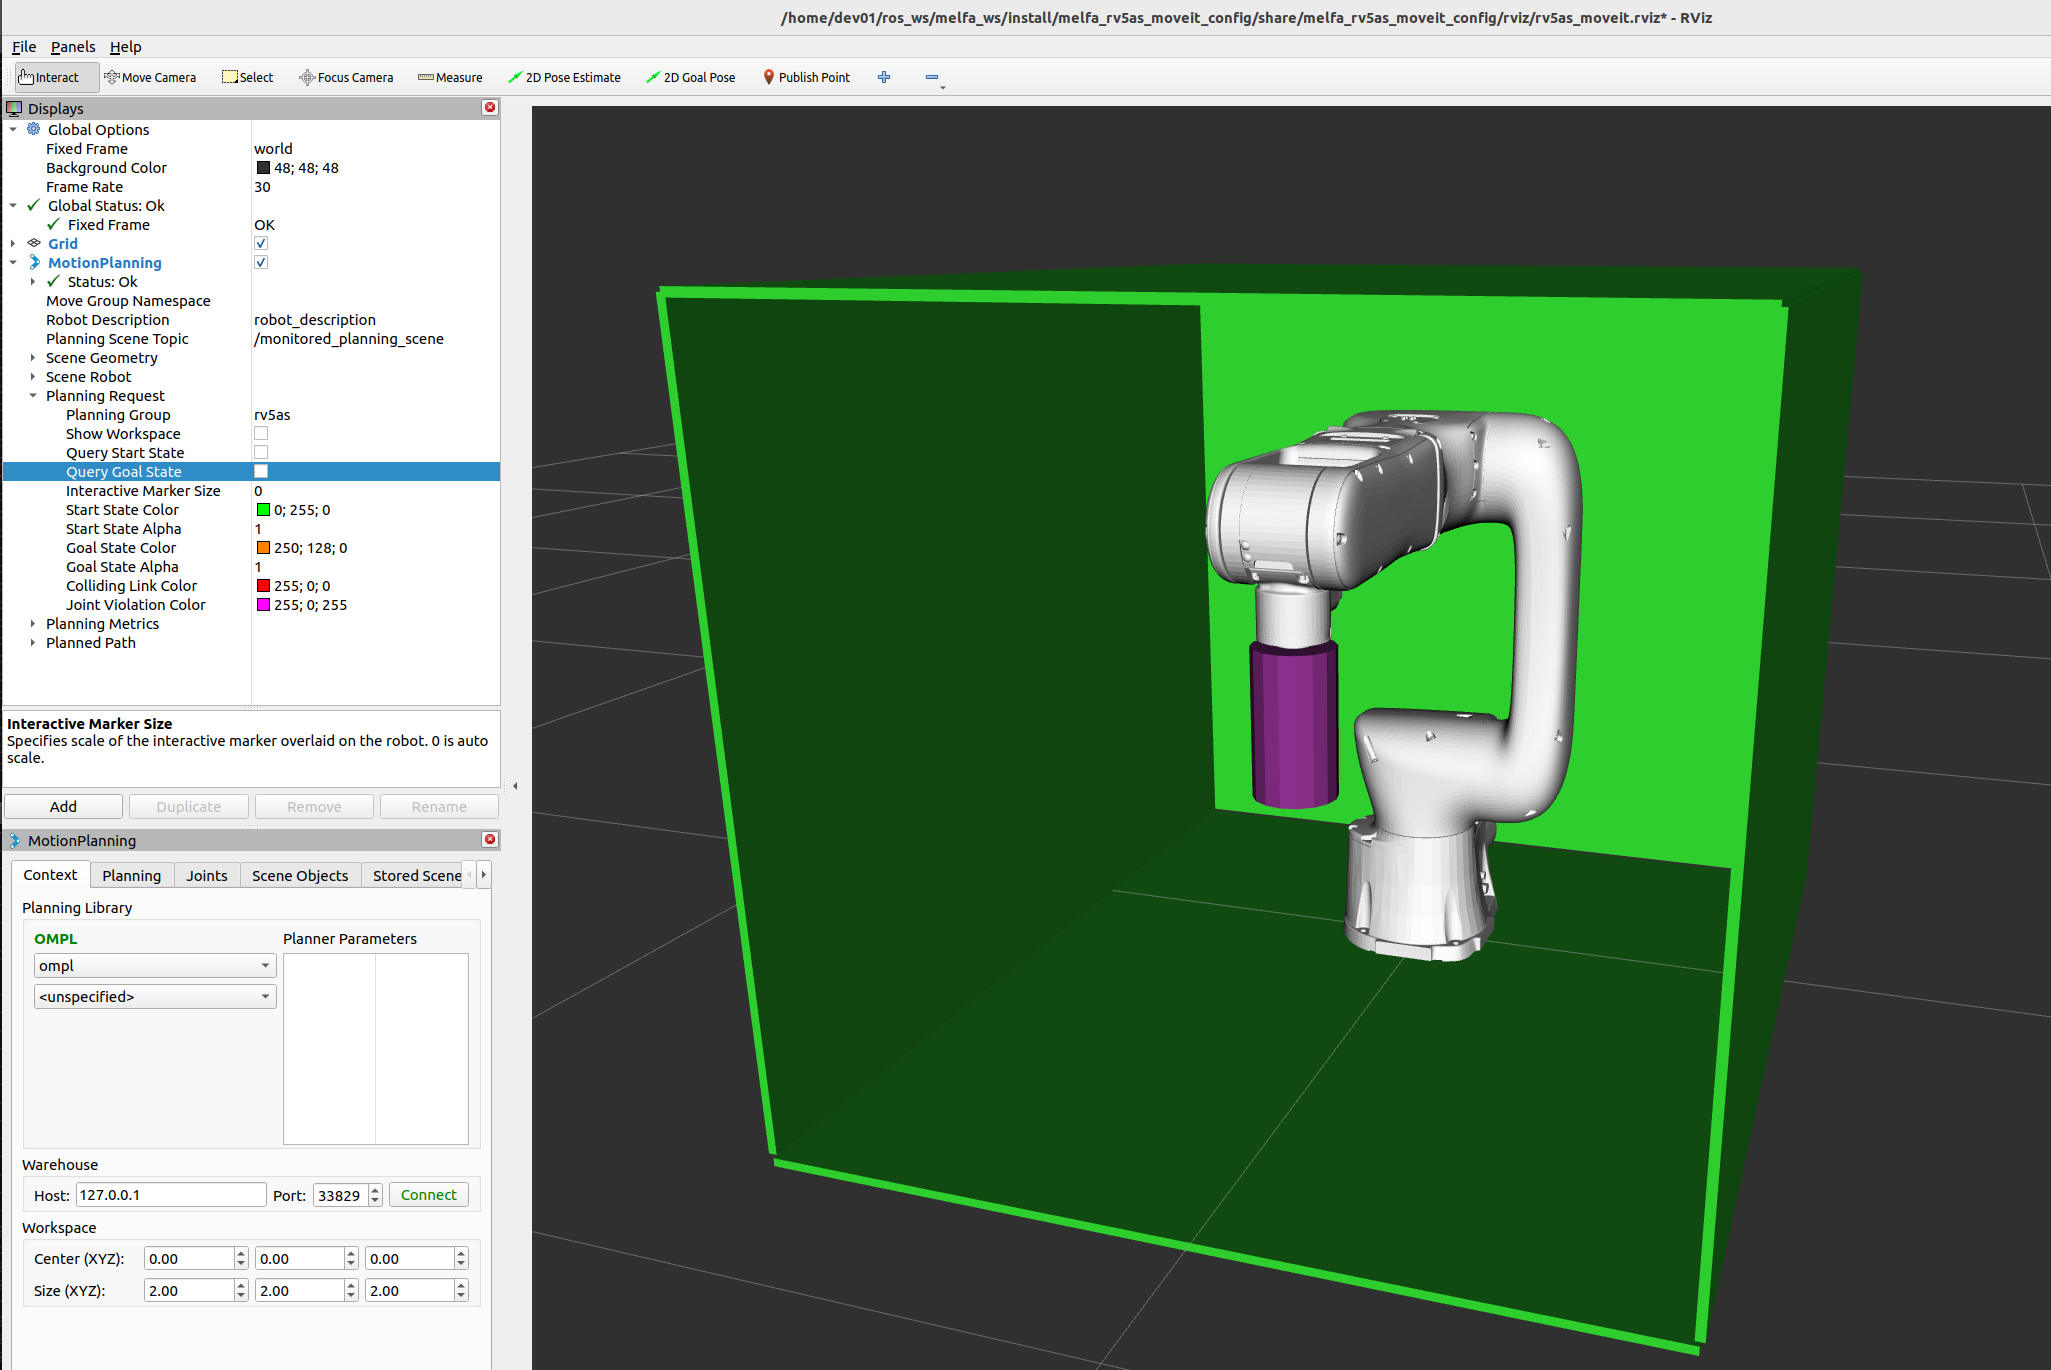 /home/dev01/ros_ws/melfa_ws/install/melfa_rv5as_moveit_config/share/melfa_rv5as_moveit_config/rviz/rv5as_moveit.rviz* - RViz
File Panels Help
Interact Move Camera Select Focus Camera Measure 2D Pose Estimate 2D Goal Pose Publish Point
Displays
Global Options
Fixed Frame world
Background Color 48; 48; 48
Frame Rate 30
Global Status: Ok
Fixed Frame OK
Grid
MotionPlanning
Status: Ok
Move Group Namespace
Robot Description robot_description
Planning Scene Topic /monitored_planning_scene
Scene Geometry
Scene Robot
Planning Request
Planning Group rv5as
Show Workspace
Query Start State
Query Goal State
Interactive Marker Size 0
Start State Color 0; 255; 0
Start State Alpha 1
Goal State Color 250; 128; 0
Goal State Alpha 1
Colliding Link Color 255; 0; 0
Joint Violation Color 255; 0; 255
Planning Metrics
Planned Path
Interactive Marker Size
Specifies scale of the interactive marker overlaid on the robot. 0 is auto
scale.
Add Duplicate Remove Rename
MotionPlanning
Context Planning Joints Scene Objects Stored Scene
Planning Library
OMPL Planner Parameters
ompl
<unspecified>
Warehouse
Host: 127.0.0.1 Port: 33829 Connect
Workspace
Center (XYZ): 0.00 0.00 0.00
Size (XYZ): 2.00 2.00 2.00